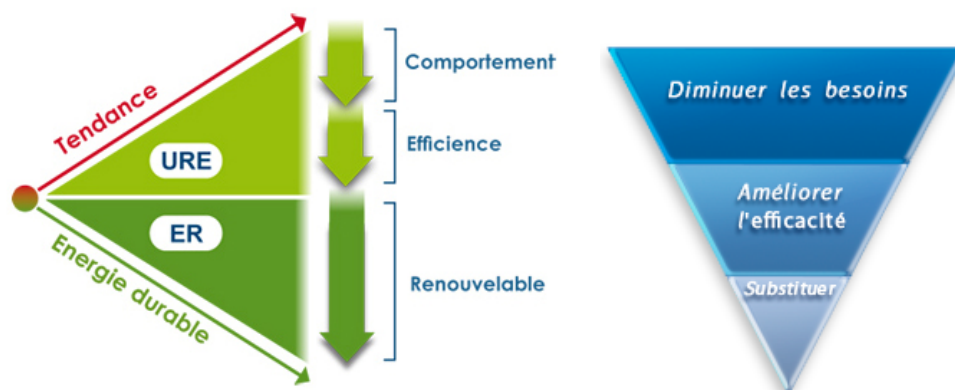 Tendance
URE
ER
Energie durable
Comportement
Efficience
Renouvelable
Diminuer les besoins
Améliorer
l'efficacité
Substituer